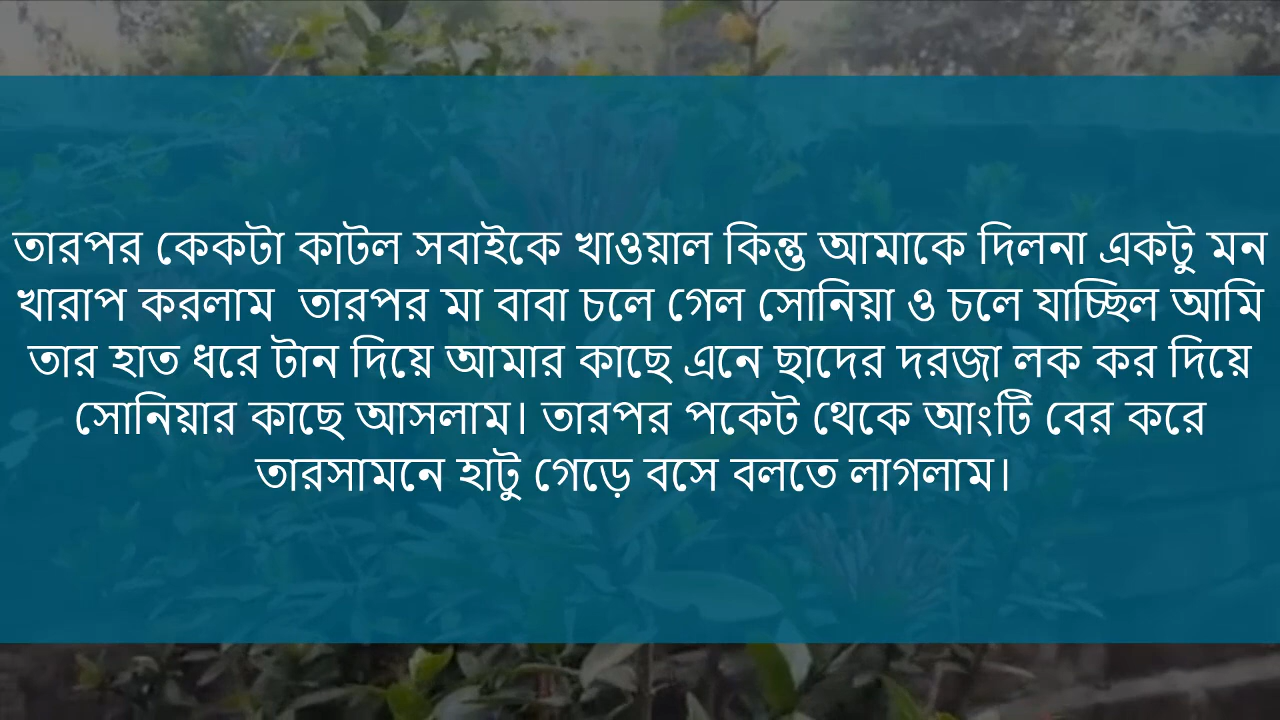 তারপর কেকটা কাটল সবাইকে খাওয়াল কিন্তু আমাকে দিলনা একটু মন
খারাপ করলাম  তারপর মা বাবা চলে গেল সোনিয়া ও চলে যাচ্ছিল আমি
তার হাত ধরে টান দিয়ে আমার কাছে এনে ছাদের দরজা লক কর দিয়ে
সোনিয়ার কাছে আসলাম। তারপর পকেট থেকে আংটি বের করে
তারসামনে হাটু গেড়ে বসে বলতে লাগলাম।